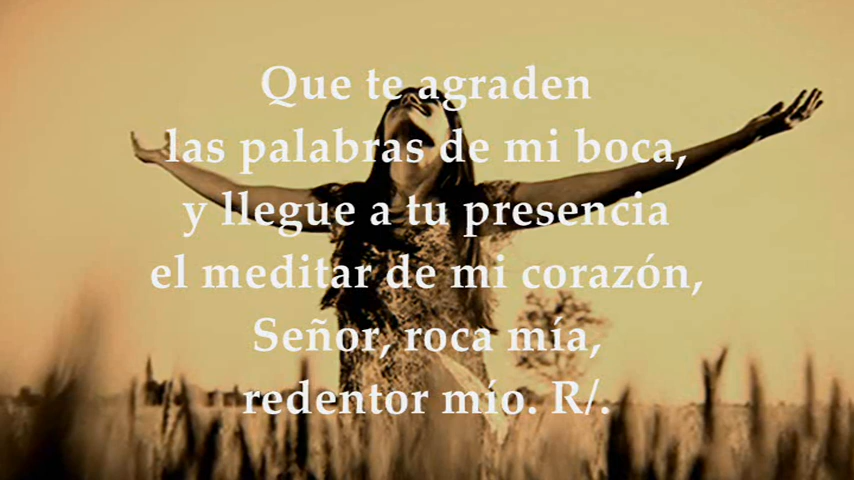 Que te agraden
las palabras de mi boca,
y llegue a tu presencia
el meditar de mi corazón,
Señor, roca mía,
redentor mío. R/.